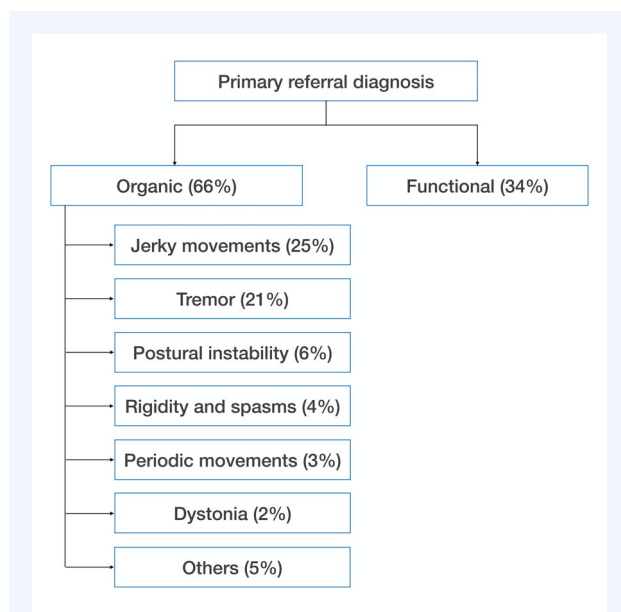 Primary referral diagnosis
Organic (66%)
Functional (34%)
Jerky movements (25%)
Tremor (21%)
Postural instability (6%)
Rigidity and spasms (4%)
Periodic movements (3%)
Dystonia (2%)
Others (5%)